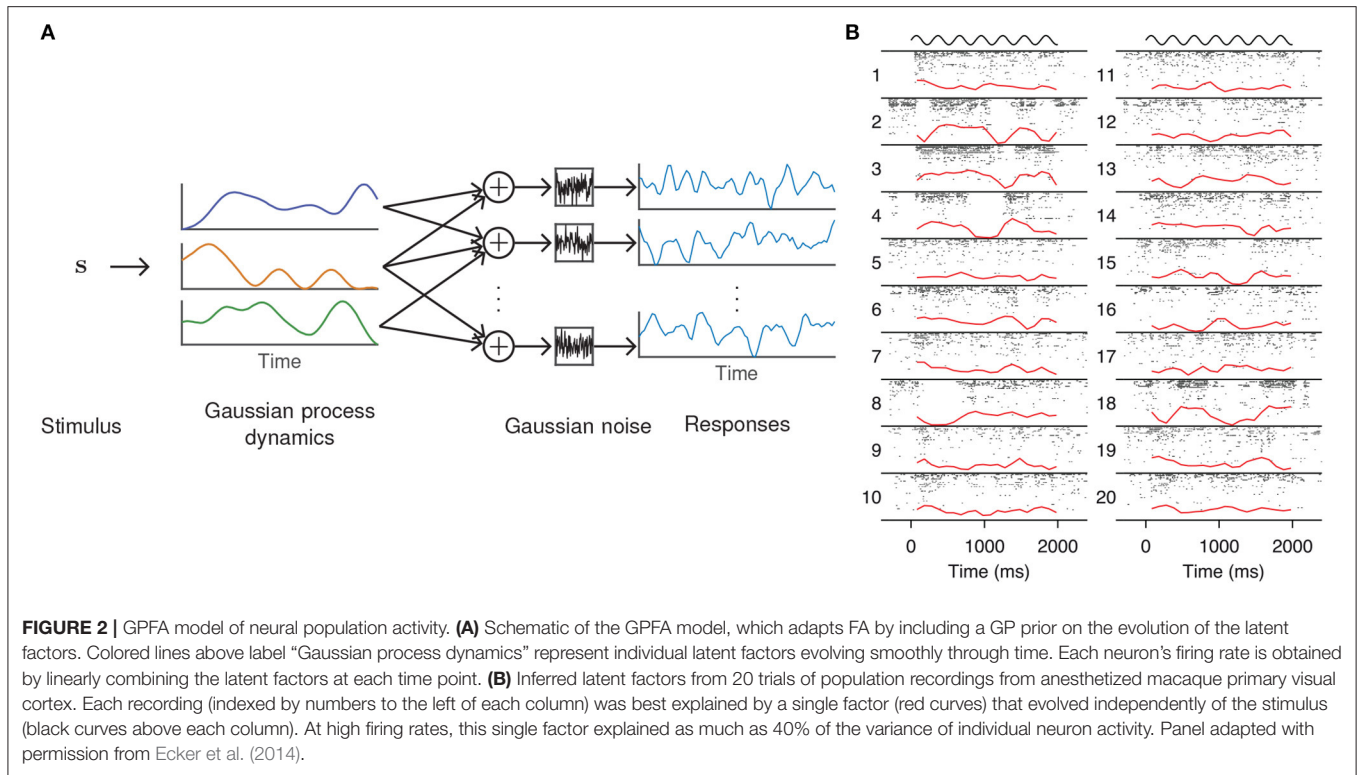 A
S
Time
Stimulus
Gaussian process
dynamics
+
+
+
Gaussian noise
Time
Responses
B
1
2
3
4
5
6
7
8
9
10
0 1000 2000
Time (ms)
11
12
13
14
15
16
17
18
19
20
0 1000 2000
Time (ms)
FIGURE 2 | GPFA model of neural population activity. (A) Schematic of the GPFA model, which adapts FA by including a GP prior on the evolution of the latent
factors. Colored lines above label “Gaussian process dynamics” represent individual latent factors evolving smoothly through time. Each neuron’s firing rate is obtained
by linearly combining the latent factors at each time point. (B) Inferred latent factors from 20 trials of population recordings from anesthetized macaque primary visual
cortex. Each recording (indexed by numbers to the left of each column) was best explained by a single factor (red curves) that evolved independently of the stimulus
(black curves above each column). At high firing rates, this single factor explained as much as 40% of the variance of individual neuron activity. Panel adapted with
permission from Ecker et al. (2014).